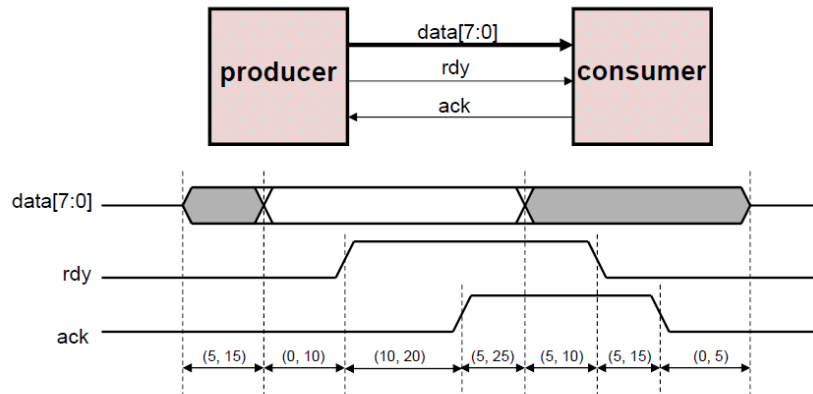 data[7:0]
producer
rdy
consumer
ack
data[7:0]
rdy
ack
(5, 15) (0, 10) (10, 20) (5, 25) (5, 10) (5, 15) (0, 5)